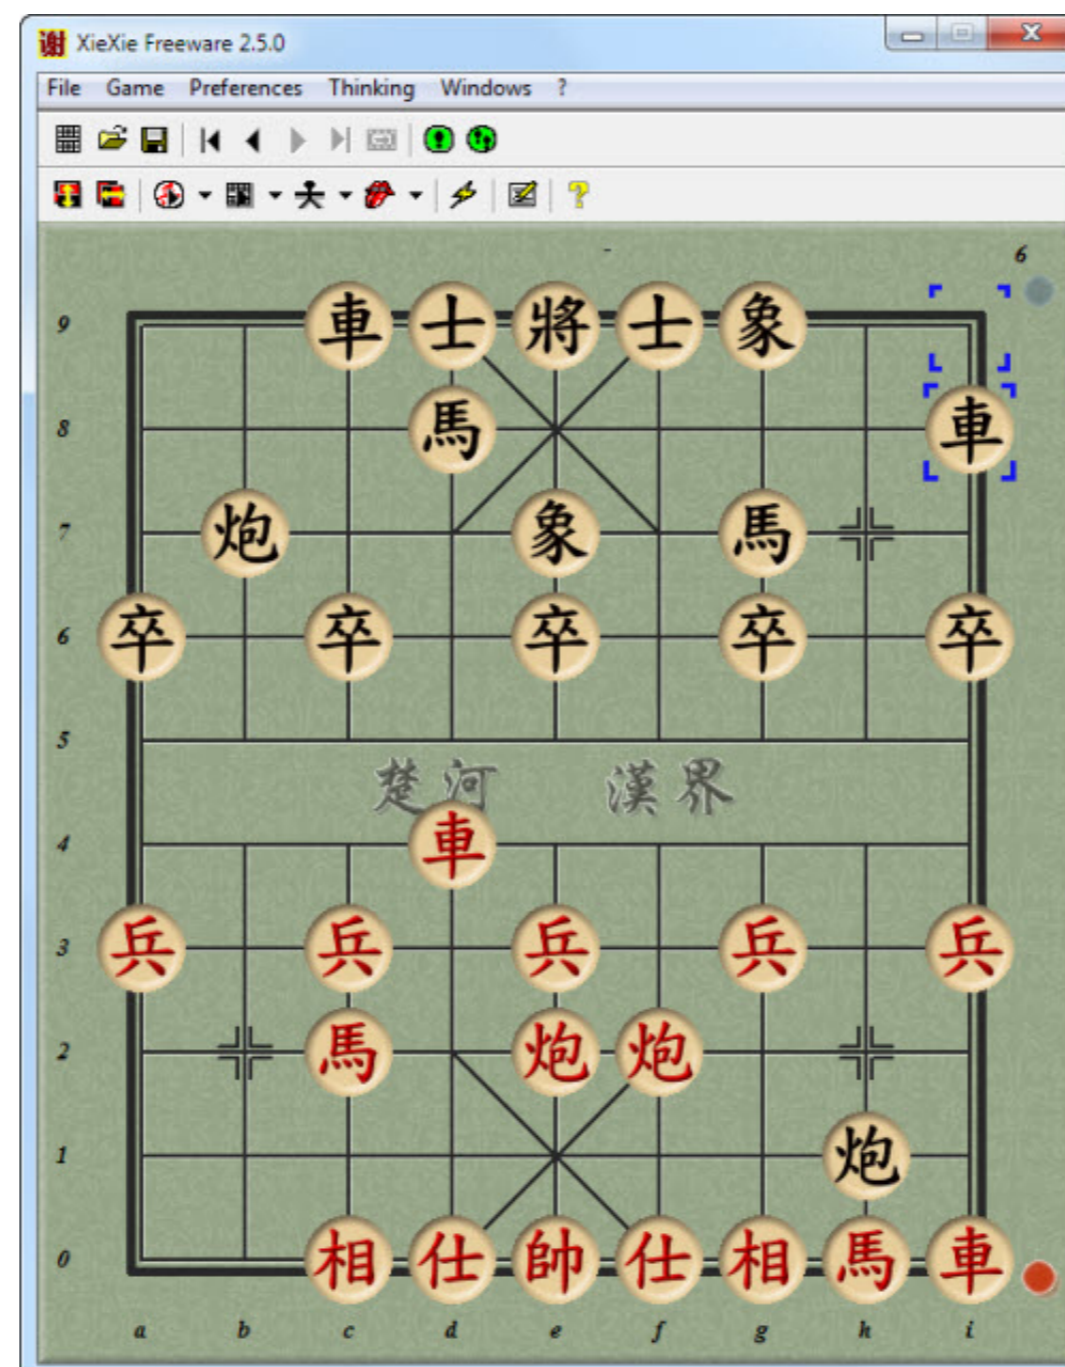 谢 XieXie Freeware 2.5.0
File Game Preferences Thinking Windows ?
?
- 6
9 車 士 將 士 象
8 馬 車
7 炮 象 馬
6 卒 卒 卒 卒 卒
5
楚河 漢界
4 車
3 兵 兵 兵 兵 兵
2 馬 炮 炮
1 炮
0 相 仕 帥 仕 相 馬 車
a b c d e f g h i